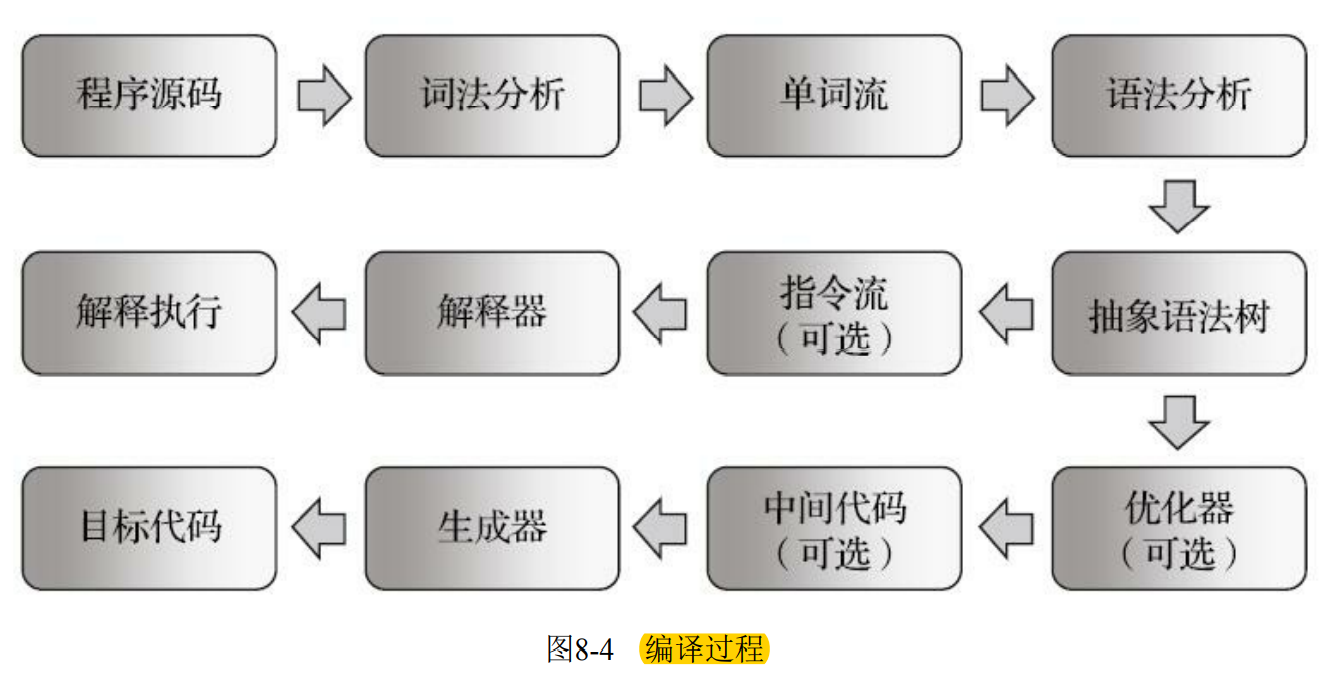 程序源码
词法分析
单词流
语法分析
解释执行
解释器
指令流
（可选）
抽象语法树
目标代码
生成器
中间代码
（可选）
优化器
（可选）
图8-4 编译过程